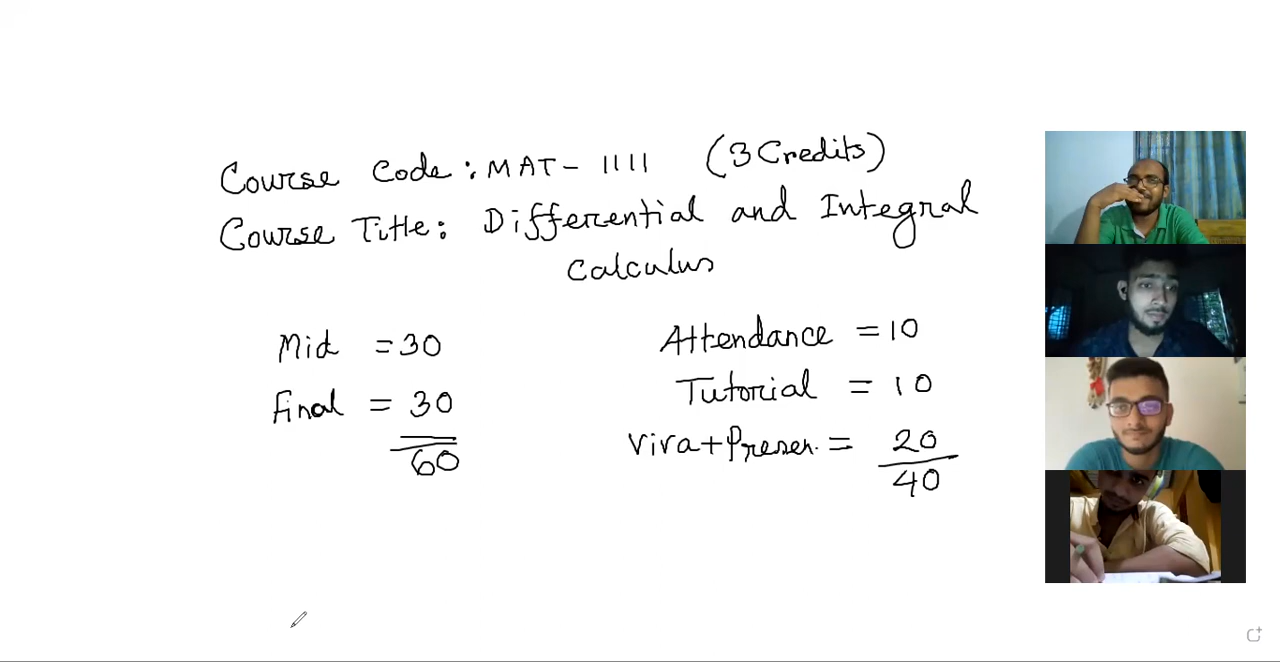 Course Code: MAT- 1111 (3 Credits)
Course Title: Differential and Integral
Calculus
Mid = 30
Final = 30
60
Attendance = 10
Tutorial = 10
Viva+Presen. = 20
40